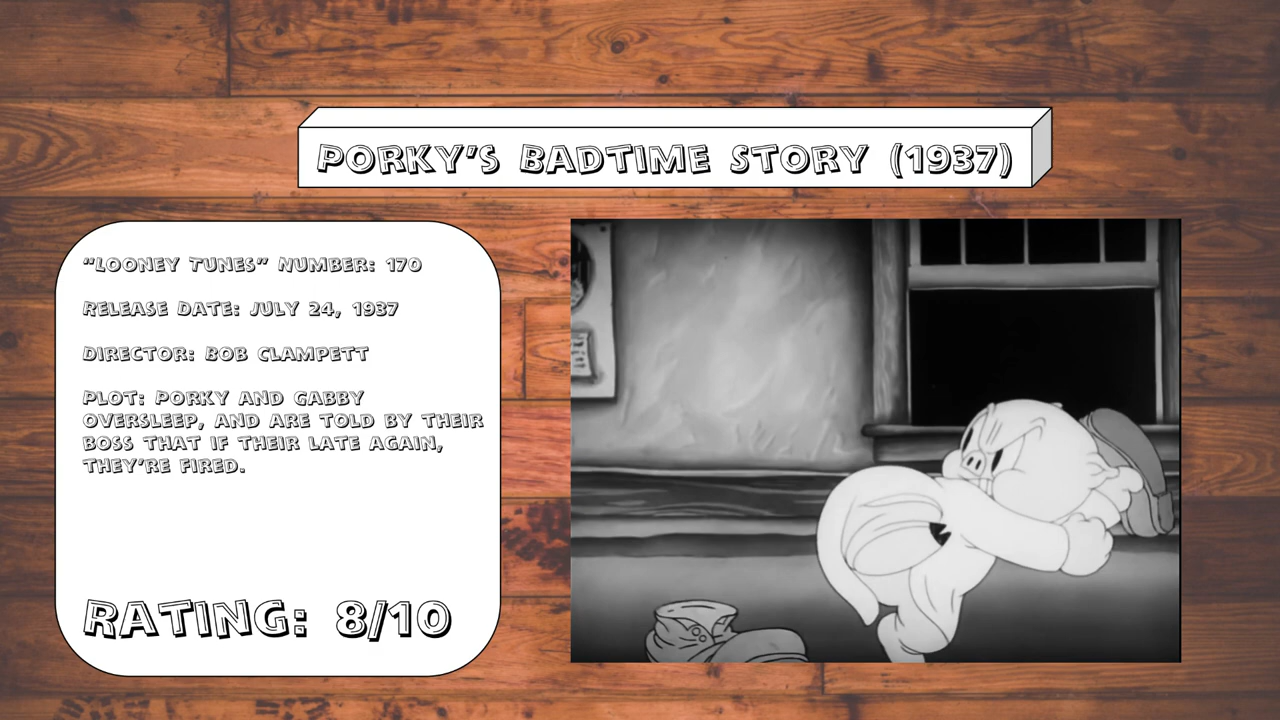 PORKY'S BADTIME STORY (1937)
"LOONEY TUNES" NUMBER: 170
RELEASE DATE: JULY 24, 1937
DIRECTOR: BOB CLAMPETT
PLOT: PORKY AND GABBY
OVERSLEEP, AND ARE TOLD BY THEIR
BOSS THAT IF THEIR LATE AGAIN,
THEY'RE FIRED.
RATING: 8/10